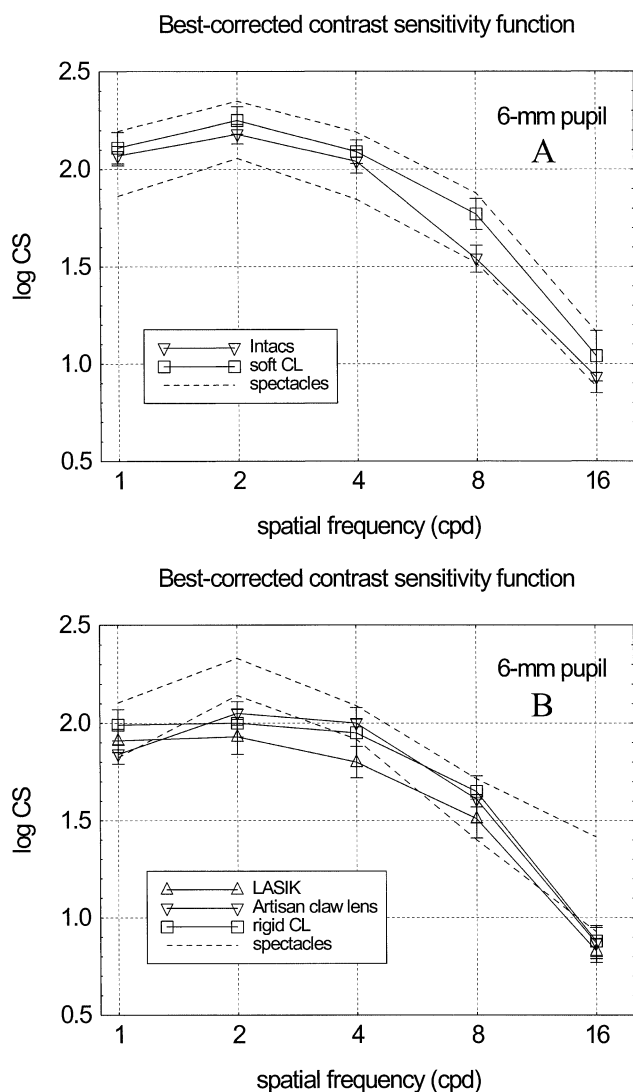 Best-corrected contrast sensitivity function
2.5
6-mm pupil
A
2.0
log CS
1.5
Intacs
soft CL
spectacles
1.0
0.5
1 2 4 8 16
spatial frequency (cpd)
Best-corrected contrast sensitivity function
2.5
6-mm pupil
B
2.0
log CS
1.5
LASIK
Artisan claw lens
rigid CL
spectacles
1.0
0.5
1 2 4 8 16
spatial frequency (cpd)